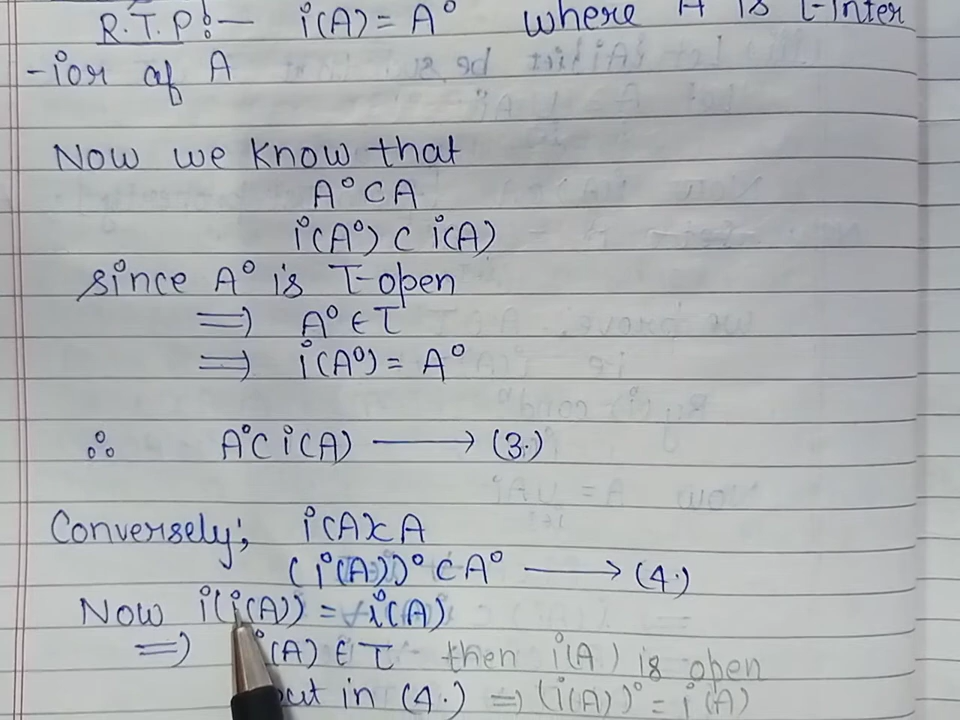 R.T.P:- i(A) = A° where A is τ-inter
-ior of A
Now we know that
A° ⊂ A
i(A°) ⊂ i(A)
since A° is T-open
⇒ A° ∈ τ
⇒ i(A°) = A°
∴ A° ⊂ i(A) ⟶ (3.)
Conversely; i(A) ⊂ A
(i(A))° ⊂ A° ⟶ (4.)
Now i(i(A)) = i(A)
⇒ i(A) ∈ τ then i(A) is open
put in (4.) ⇒ (i(A))° = i(A)